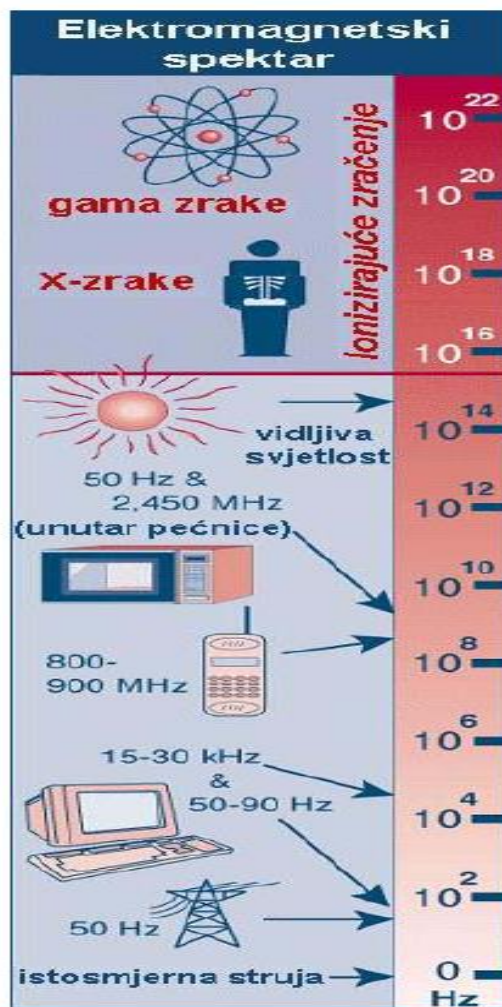 Elektromagnetski
spektar
gama zrake
X-zrake
Ionizirajuće zračenje
vidljiva
svjetlost
50 Hz &
2,450 MHz
(unutar pećnice)
800-
900 MHz
15-30 kHz
&
50-90 Hz
50 Hz
istosmjerna struja
10^22
10^20
10^18
10^16
10^14
10^12
10^10
10^8
10^6
10^4
10^2
0
Hz